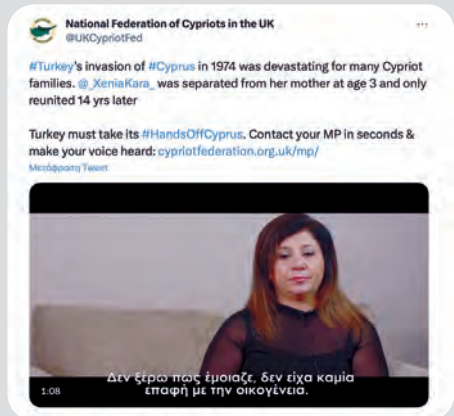 National Federation of Cypriots in the UK
@UKCypriotFed
#Turkey's invasion of #Cyprus in 1974 was devastating for many Cypriot
families. @_XeniaKara_ was separated from her mother at age 3 and only
reunited 14 yrs later
Turkey must take its #HandsOffCyprus. Contact your MP in seconds &
make your voice heard: cypriotfederation.org.uk/mp/
Μετάφραση Tweet
Δεν ξέρω πώς έμοιαζε, δεν είχα καμία
επαφή με την οικογένεια.
1:08